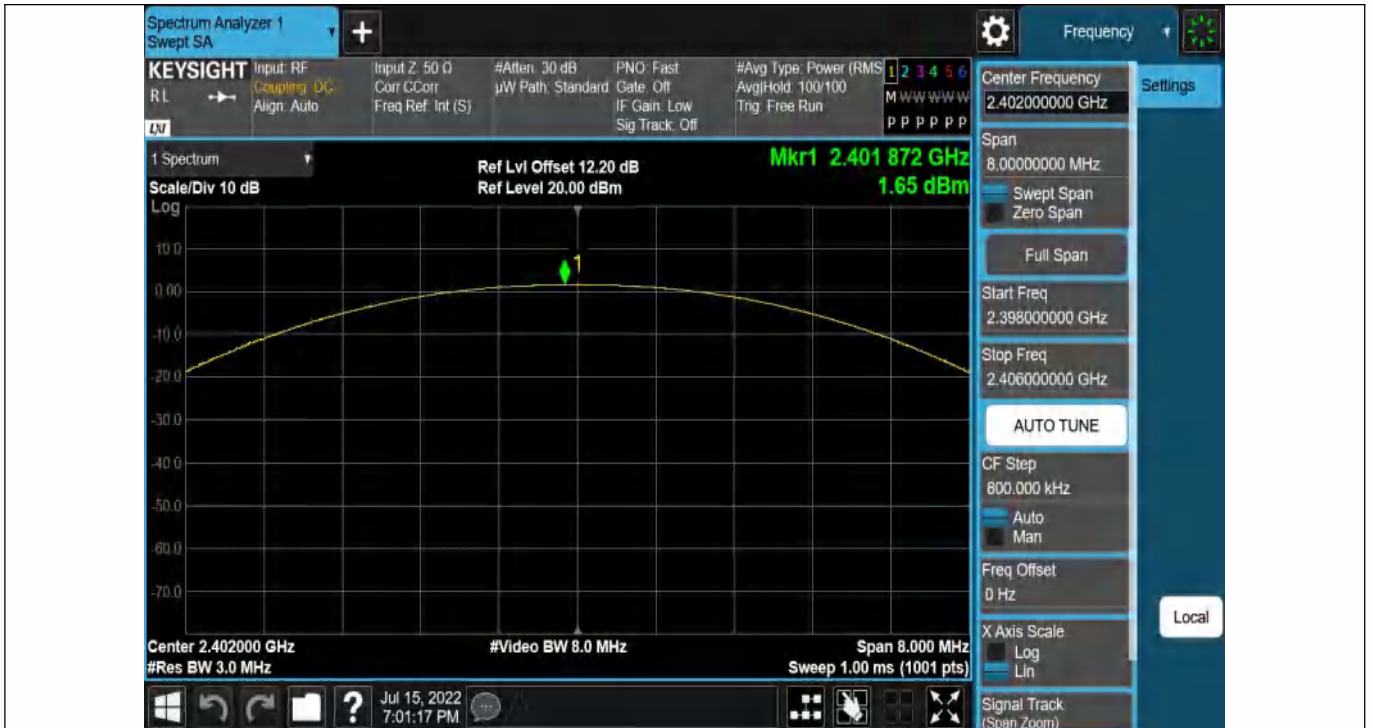 Spectrum Analyzer 1
Swept SA
+
Frequency
KEYSIGHT
RL
LXI
Input: RF
Coupling: DC
Align: Auto
Input Z: 50 Ω
Corr CCorr
Freq Ref: Int (S)
#Atten: 30 dB
µW Path: Standard
PNO: Fast
Gate: Off
IF Gain: Low
Sig Track: Off
#Avg Type: Power (RMS
Avg|Hold: 100/100
Trig: Free Run
1 2 3 4 5 6
M W W W W W
P P P P P P
1 Spectrum
Scale/Div 10 dB
Log
Ref Lvl Offset 12.20 dB
Ref Level 20.00 dBm
Mkr1 2.401 872 GHz
1.65 dBm
1
10.0
0.00
-10.0
-20.0
-30.0
-40.0
-50.0
-60.0
-70.0
Center 2.402000 GHz
#Res BW 3.0 MHz
#Video BW 8.0 MHz
Span 8.000 MHz
Sweep 1.00 ms (1001 pts)
?
Jul 15, 2022
7:01:17 PM
Center Frequency
2.402000000 GHz
Span
8.00000000 MHz
Swept Span
Zero Span
Full Span
Start Freq
2.398000000 GHz
Stop Freq
2.406000000 GHz
AUTO TUNE
CF Step
800.000 kHz
Auto
Man
Freq Offset
0 Hz
X Axis Scale
Log
Lin
Signal Track
(Span Zoom)
Settings
Local